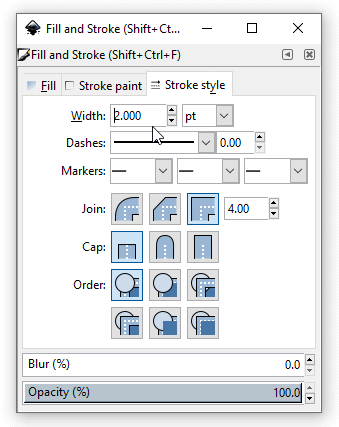 Fill and Stroke (Shift+Ct...
Fill and Stroke (Shift+Ctrl+F)
Fill Stroke paint Stroke style
Width: 2.000 pt
Dashes: 0.00
Markers:
Join: 4.00
Cap:
Order:
Blur (%) 0.0
Opacity (%) 100.0